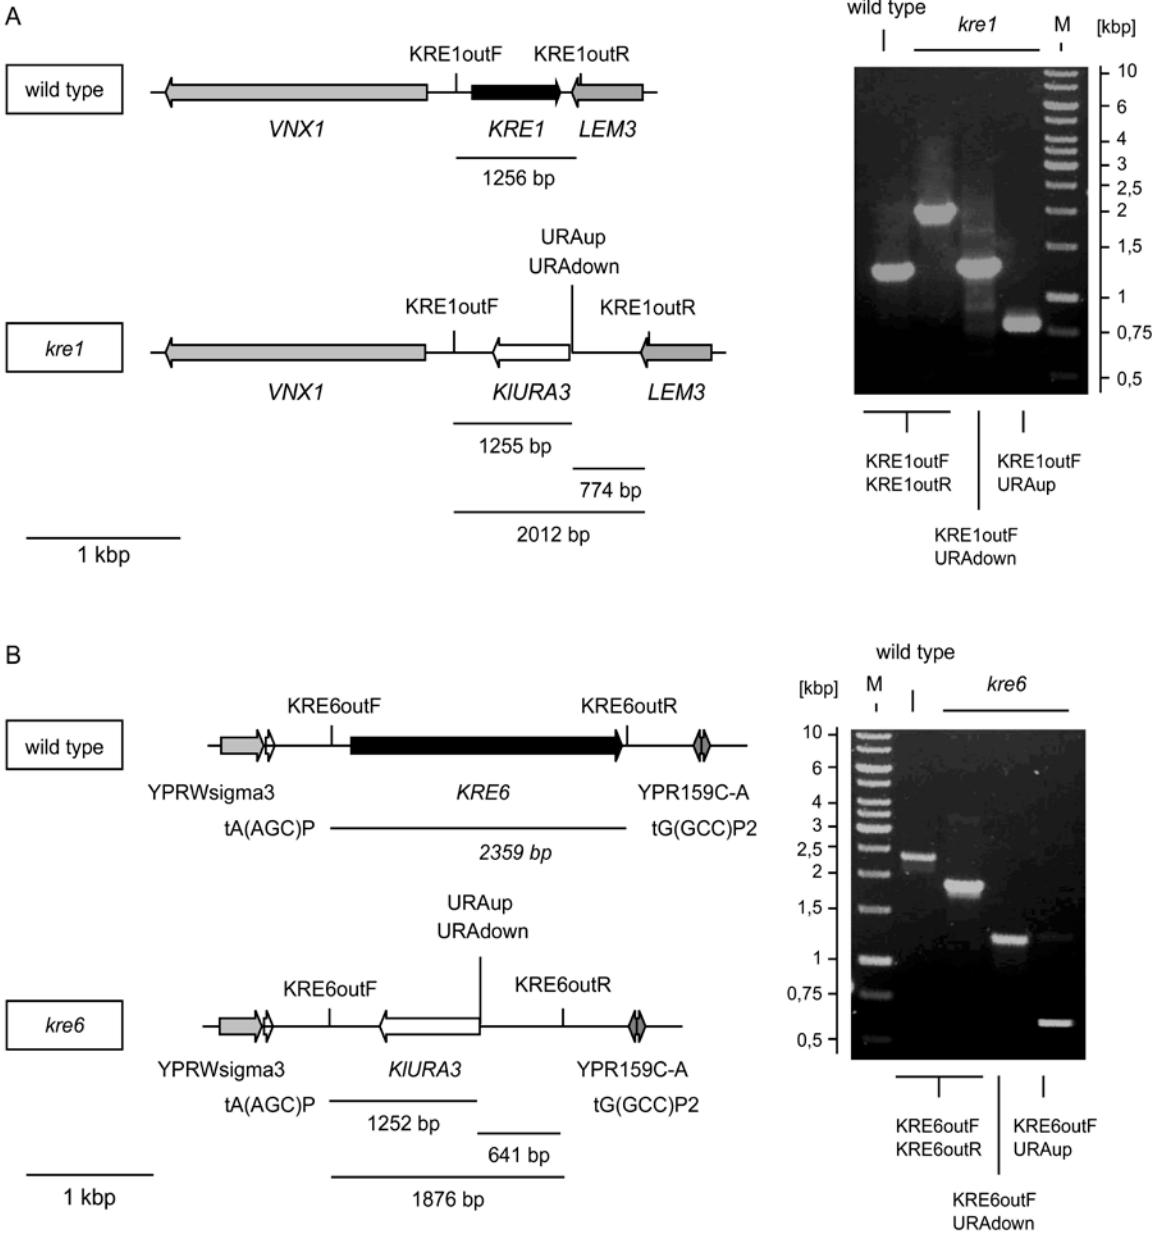 A
wild type
KRE1outF KRE1outR
VNX1 KRE1 LEM3
1256 bp
URAup
URAdown
kre1
KRE1outF KRE1outR
VNX1 KlURA3 LEM3
1255 bp
774 bp
2012 bp
1 kbp
wild type
kre1 M [kbp]
10
6
4
3
2,5
2
1,5
1
0,75
0,5
KRE1outF
KRE1outR
KRE1outF
URAup
KRE1outF
URAdown
B
wild type
KRE6outF KRE6outR
YPRWsigma3 KRE6 YPR159C-A
tA(AGC)P tG(GCC)P2
2359 bp
URAup
URAdown
kre6
KRE6outF KRE6outR
YPRWsigma3 KlURA3 YPR159C-A
tA(AGC)P tG(GCC)P2
1252 bp
641 bp
1876 bp
1 kbp
wild type
[kbp] M kre6
10
6
4
3
2,5
2
1,5
1
0,75
0,5
KRE6outF
KRE6outR
KRE6outF
URAup
KRE6outF
URAdown